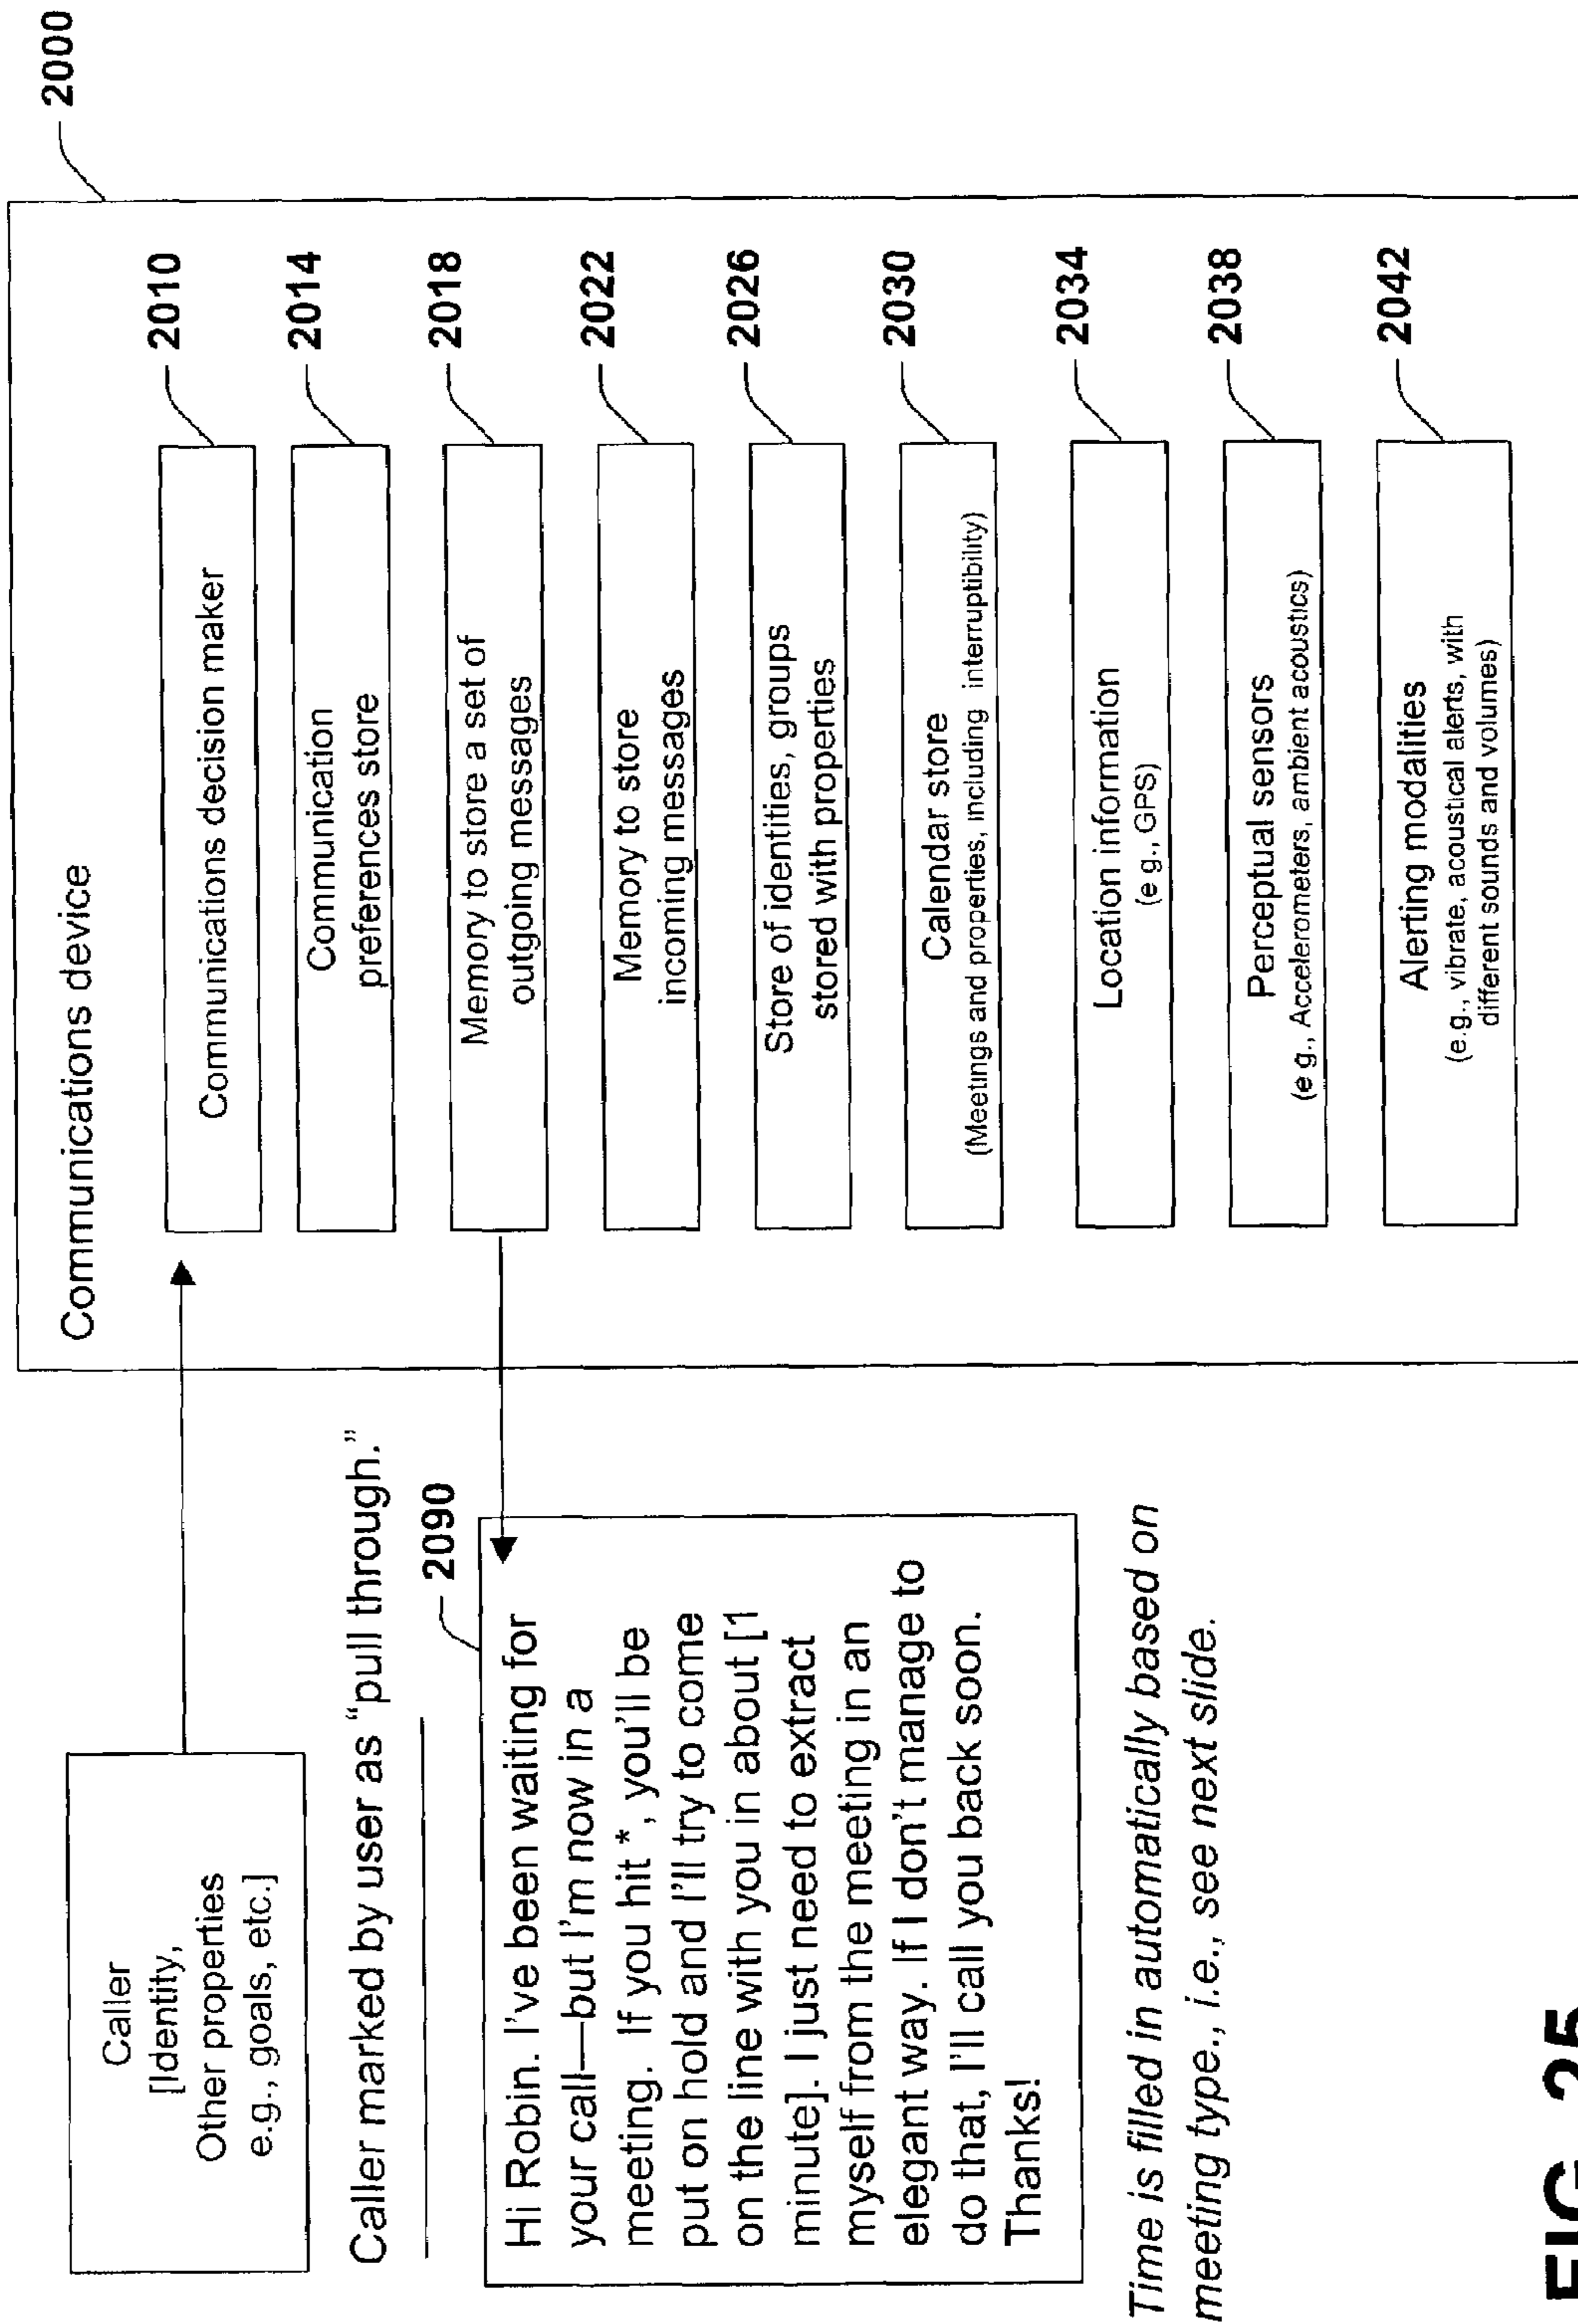 2000
Communications device
Communications decision maker
2010
Communication
preferences store
2014
Memory to store a set of
outgoing messages
2018
Memory to store
incoming messages
2022
Store of identities, groups
stored with properties
2026
Calendar store
(Meetings and properties, including interruptibility)
2030
Location information
(e g., GPS)
2034
Perceptual sensors
(e g., Accelerometers, ambient acoustics)
2038
Alerting modalities
(e.g., vibrate, acoustical alerts, with
different sounds and volumes)
2042
Caller
[Identity,
Other properties
e.g., goals, etc.]
Caller marked by user as “pull through.”
2090
Hi Robin. I’ve been waiting for
your call—but I’m now in a
meeting. If you hit *, you’ll be
put on hold and I’ll try to come
on the line with you in about [1
minute]. I just need to extract
myself from the meeting in an
elegant way. If I don’t manage to
do that, I’ll call you back soon.
Thanks!
Time is filled in automatically based on
meeting type., i.e., see next slide.
FIG. 25